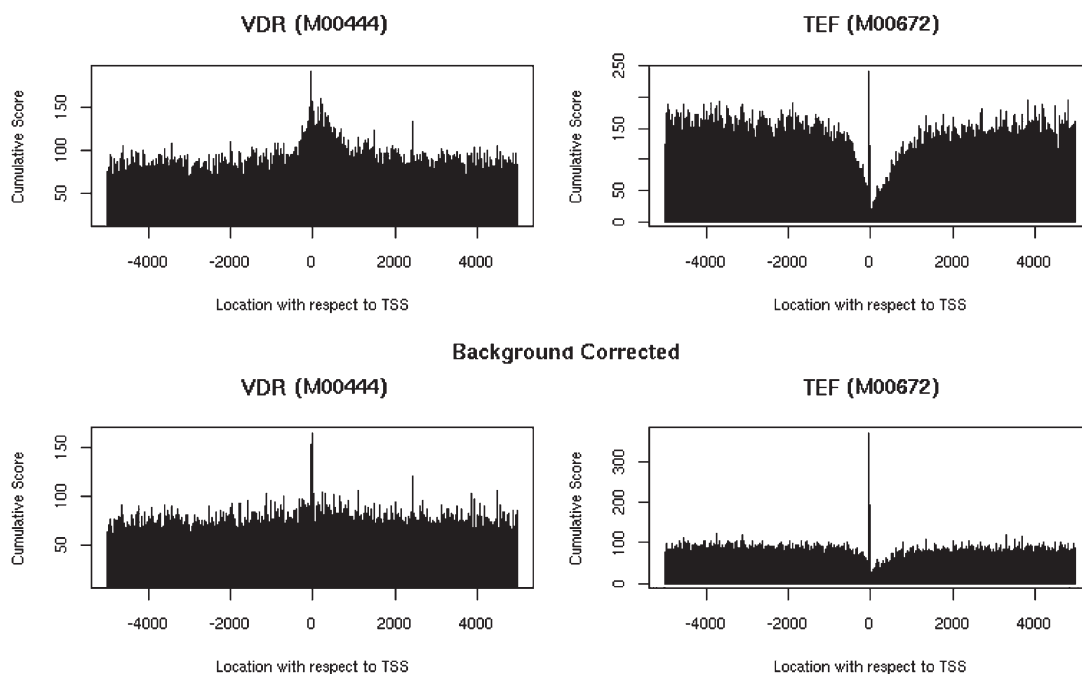 VDR (M00444)
TEF (M00672)
Cumulative Score
50 100 150
-4000 -2000 0 2000 4000
Location with respect to TSS
Cumulative Score
0 50 150 250
-4000 -2000 0 2000 4000
Location with respect to TSS
Background Corrected
VDR (M00444)
TEF (M00672)
Cumulative Score
50 100 150
-4000 -2000 0 2000 4000
Location with respect to TSS
Cumulative Score
0 100 200 300
-4000 -2000 0 2000 4000
Location with respect to TSS